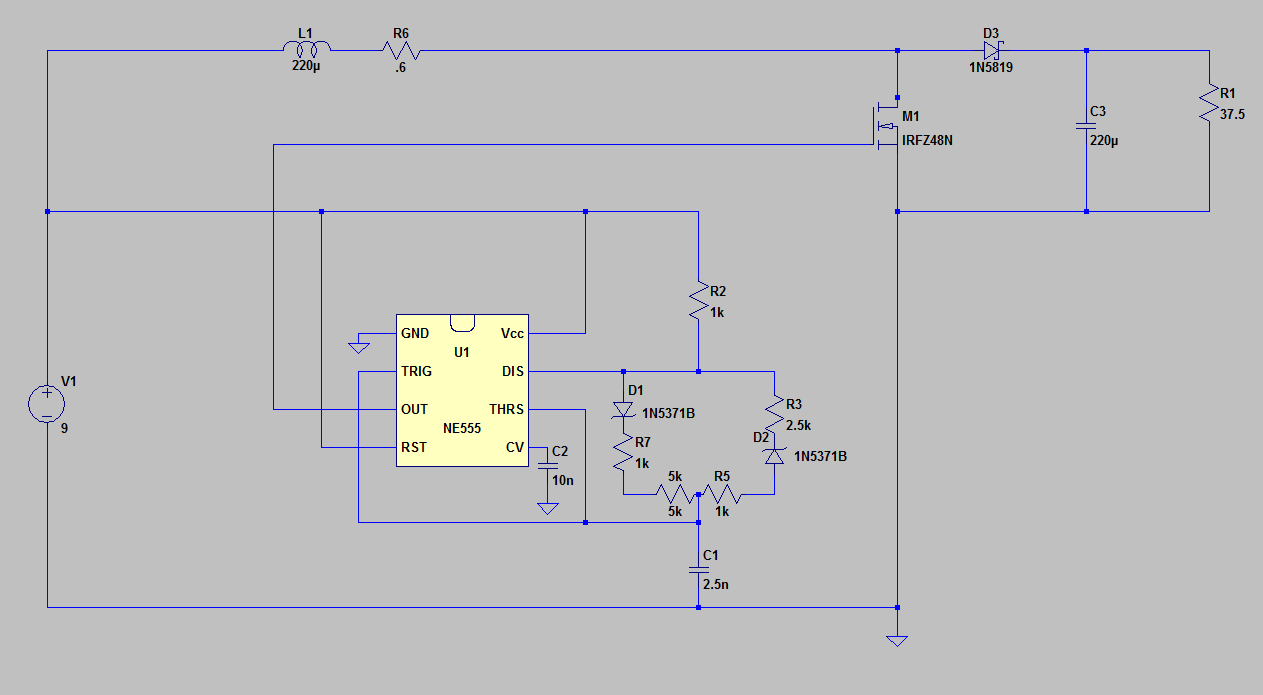 L1
220µ
R6
.6
D3
1N5819
M1
IRFZ48N
C3
220µ
R1
37.5
R2
1k
V1
9
GND
Vcc
U1
TRIG
DIS
OUT
THRS
NE555
RST
CV
C2
10n
D1
1N5371B
R7
1k
R3
2.5k
D2
1N5371B
5k
5k
R5
1k
C1
2.5n